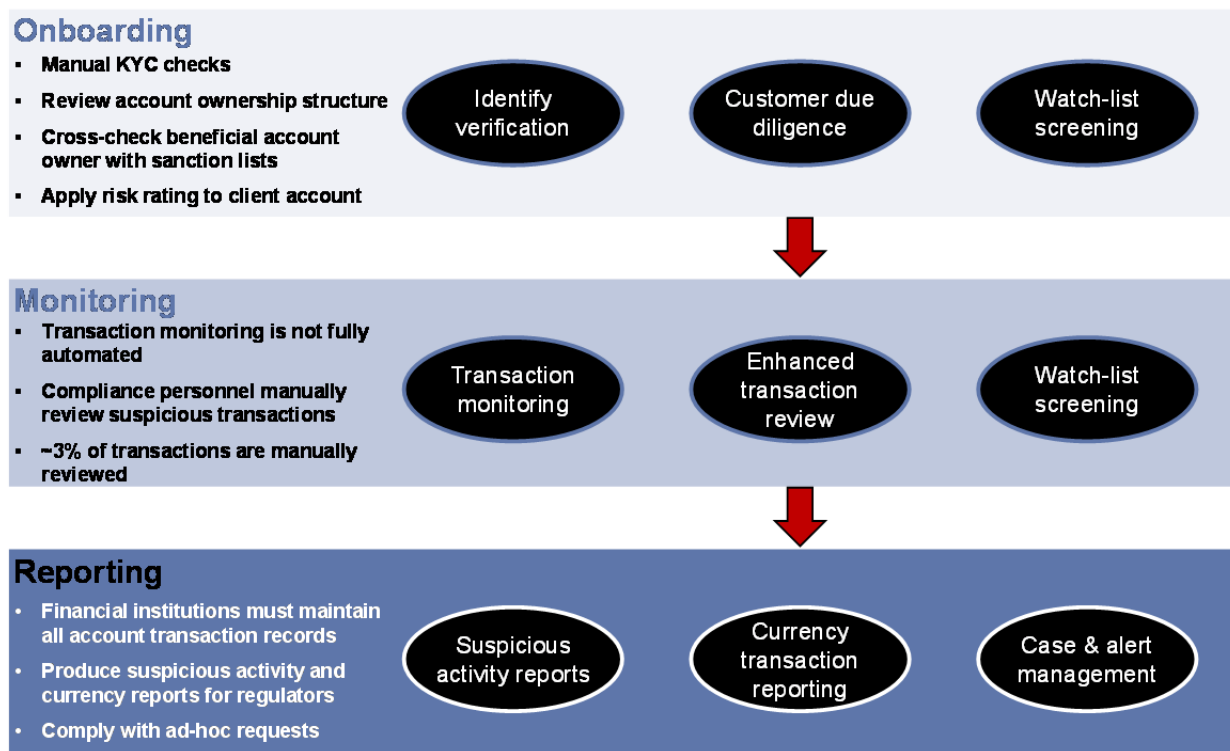 Onboarding
▪ Manual KYC checks
▪ Review account ownership structure
▪ Cross-check beneficial account
owner with sanction lists
▪ Apply risk rating to client account
Identify
verification
Customer due
diligence
Watch-list
screening
Monitoring
▪ Transaction monitoring is not fully
automated
▪ Compliance personnel manually
review suspicious transactions
▪ ~3% of transactions are manually
reviewed
Transaction
monitoring
Enhanced
transaction
review
Watch-list
screening
Reporting
• Financial institutions must maintain
all account transaction records
• Produce suspicious activity and
currency reports for regulators
• Comply with ad-hoc requests
Suspicious
activity reports
Currency
transaction
reporting
Case & alert
management